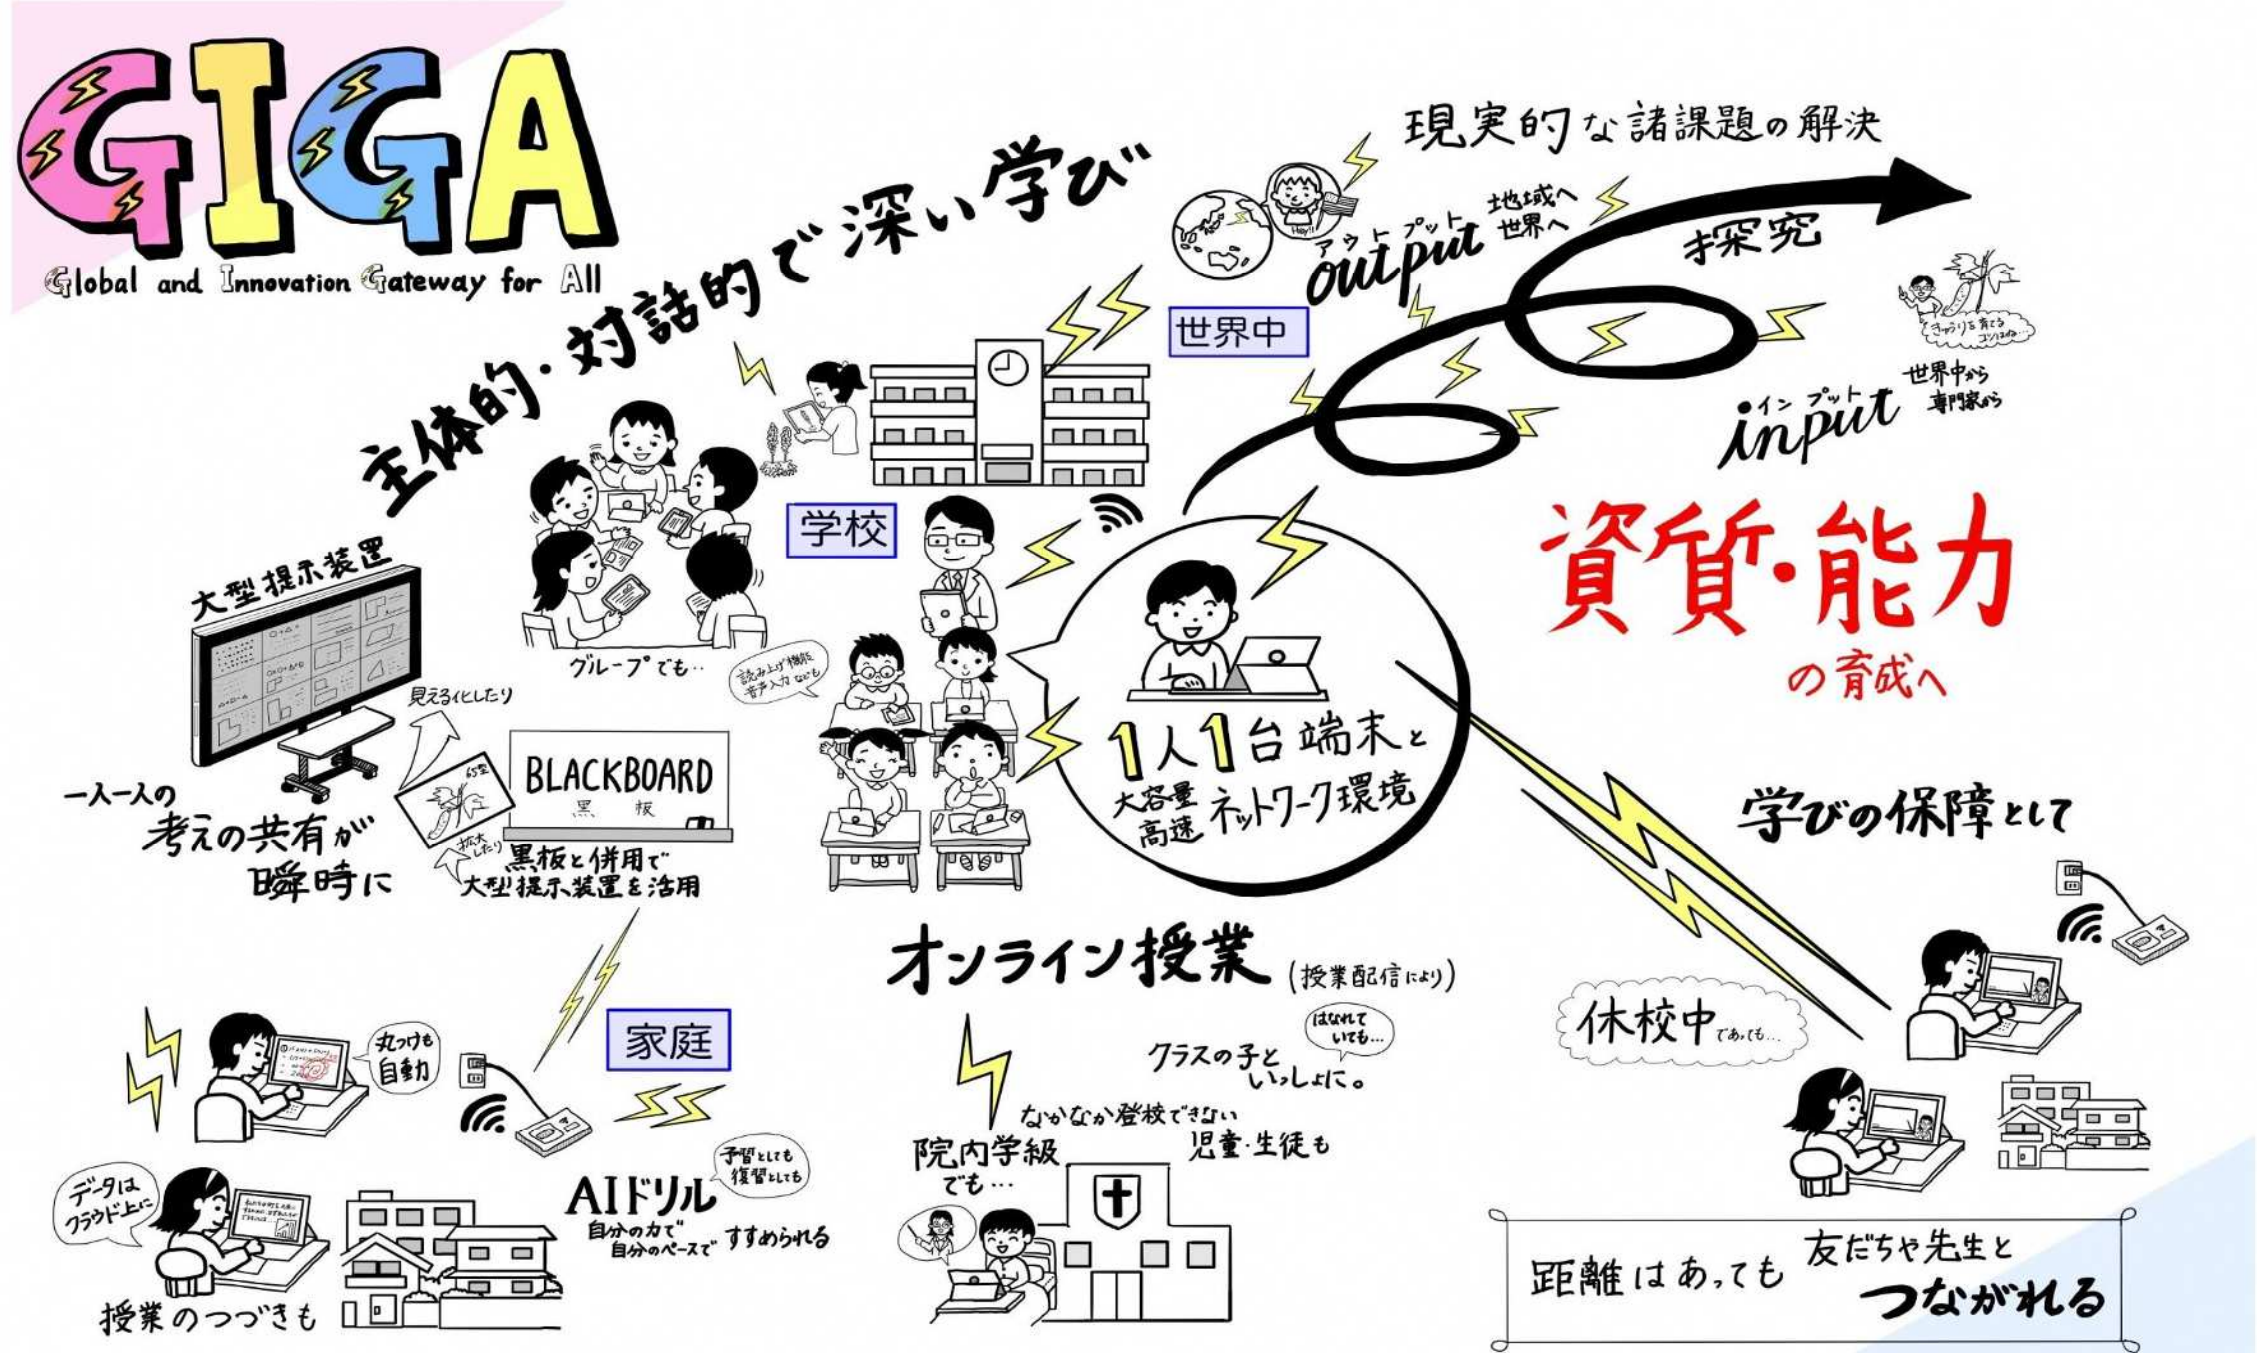 GIGA
Global and Innovation Gateway for All
主体的・対話的で深い学び
現実的な諸課題の解決
アウトプット
output
地域へ
世界へ
Hey!!
探究
世界中
きゅうりを育てる
コツはね…
インプット
input
世界中から
専門家から
資質・能力
の育成へ
学校
大型提示装置
グループでも‥
読み上げ機能
音声入力なども
見える化したり
65型
拡大
したり
BLACKBOARD
黒 板
黒板と併用で
大型提示装置を活用
一人一人の
考えの共有が
瞬時に
1人1台端末と
大容量
高速
ネットワーク環境
学びの保障として
休校中であっても…
オンライン授業(授業配信により)
はなれて
いても…
クラスの子と
いっしょに。
なかなか登校できない
児童・生徒も
院内学級
でも…
家庭
丸つけも
自動
データは
クラウド上に
授業のつづきも
AIドリル
予習としても
復習としても
自分の力で
自分のペースで
すすめられる
距離はあっても
友だちや先生と
つながれる